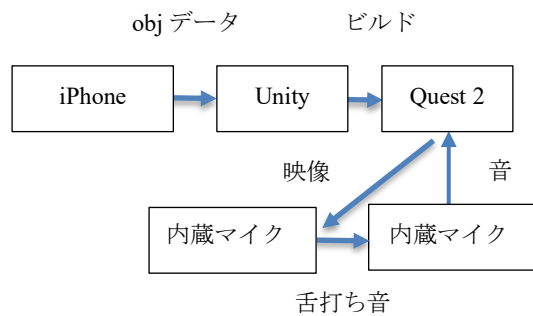 obj データ
ビルド
iPhone
Unity
Quest 2
映像
音
内蔵マイク
内蔵マイク
舌打ち音